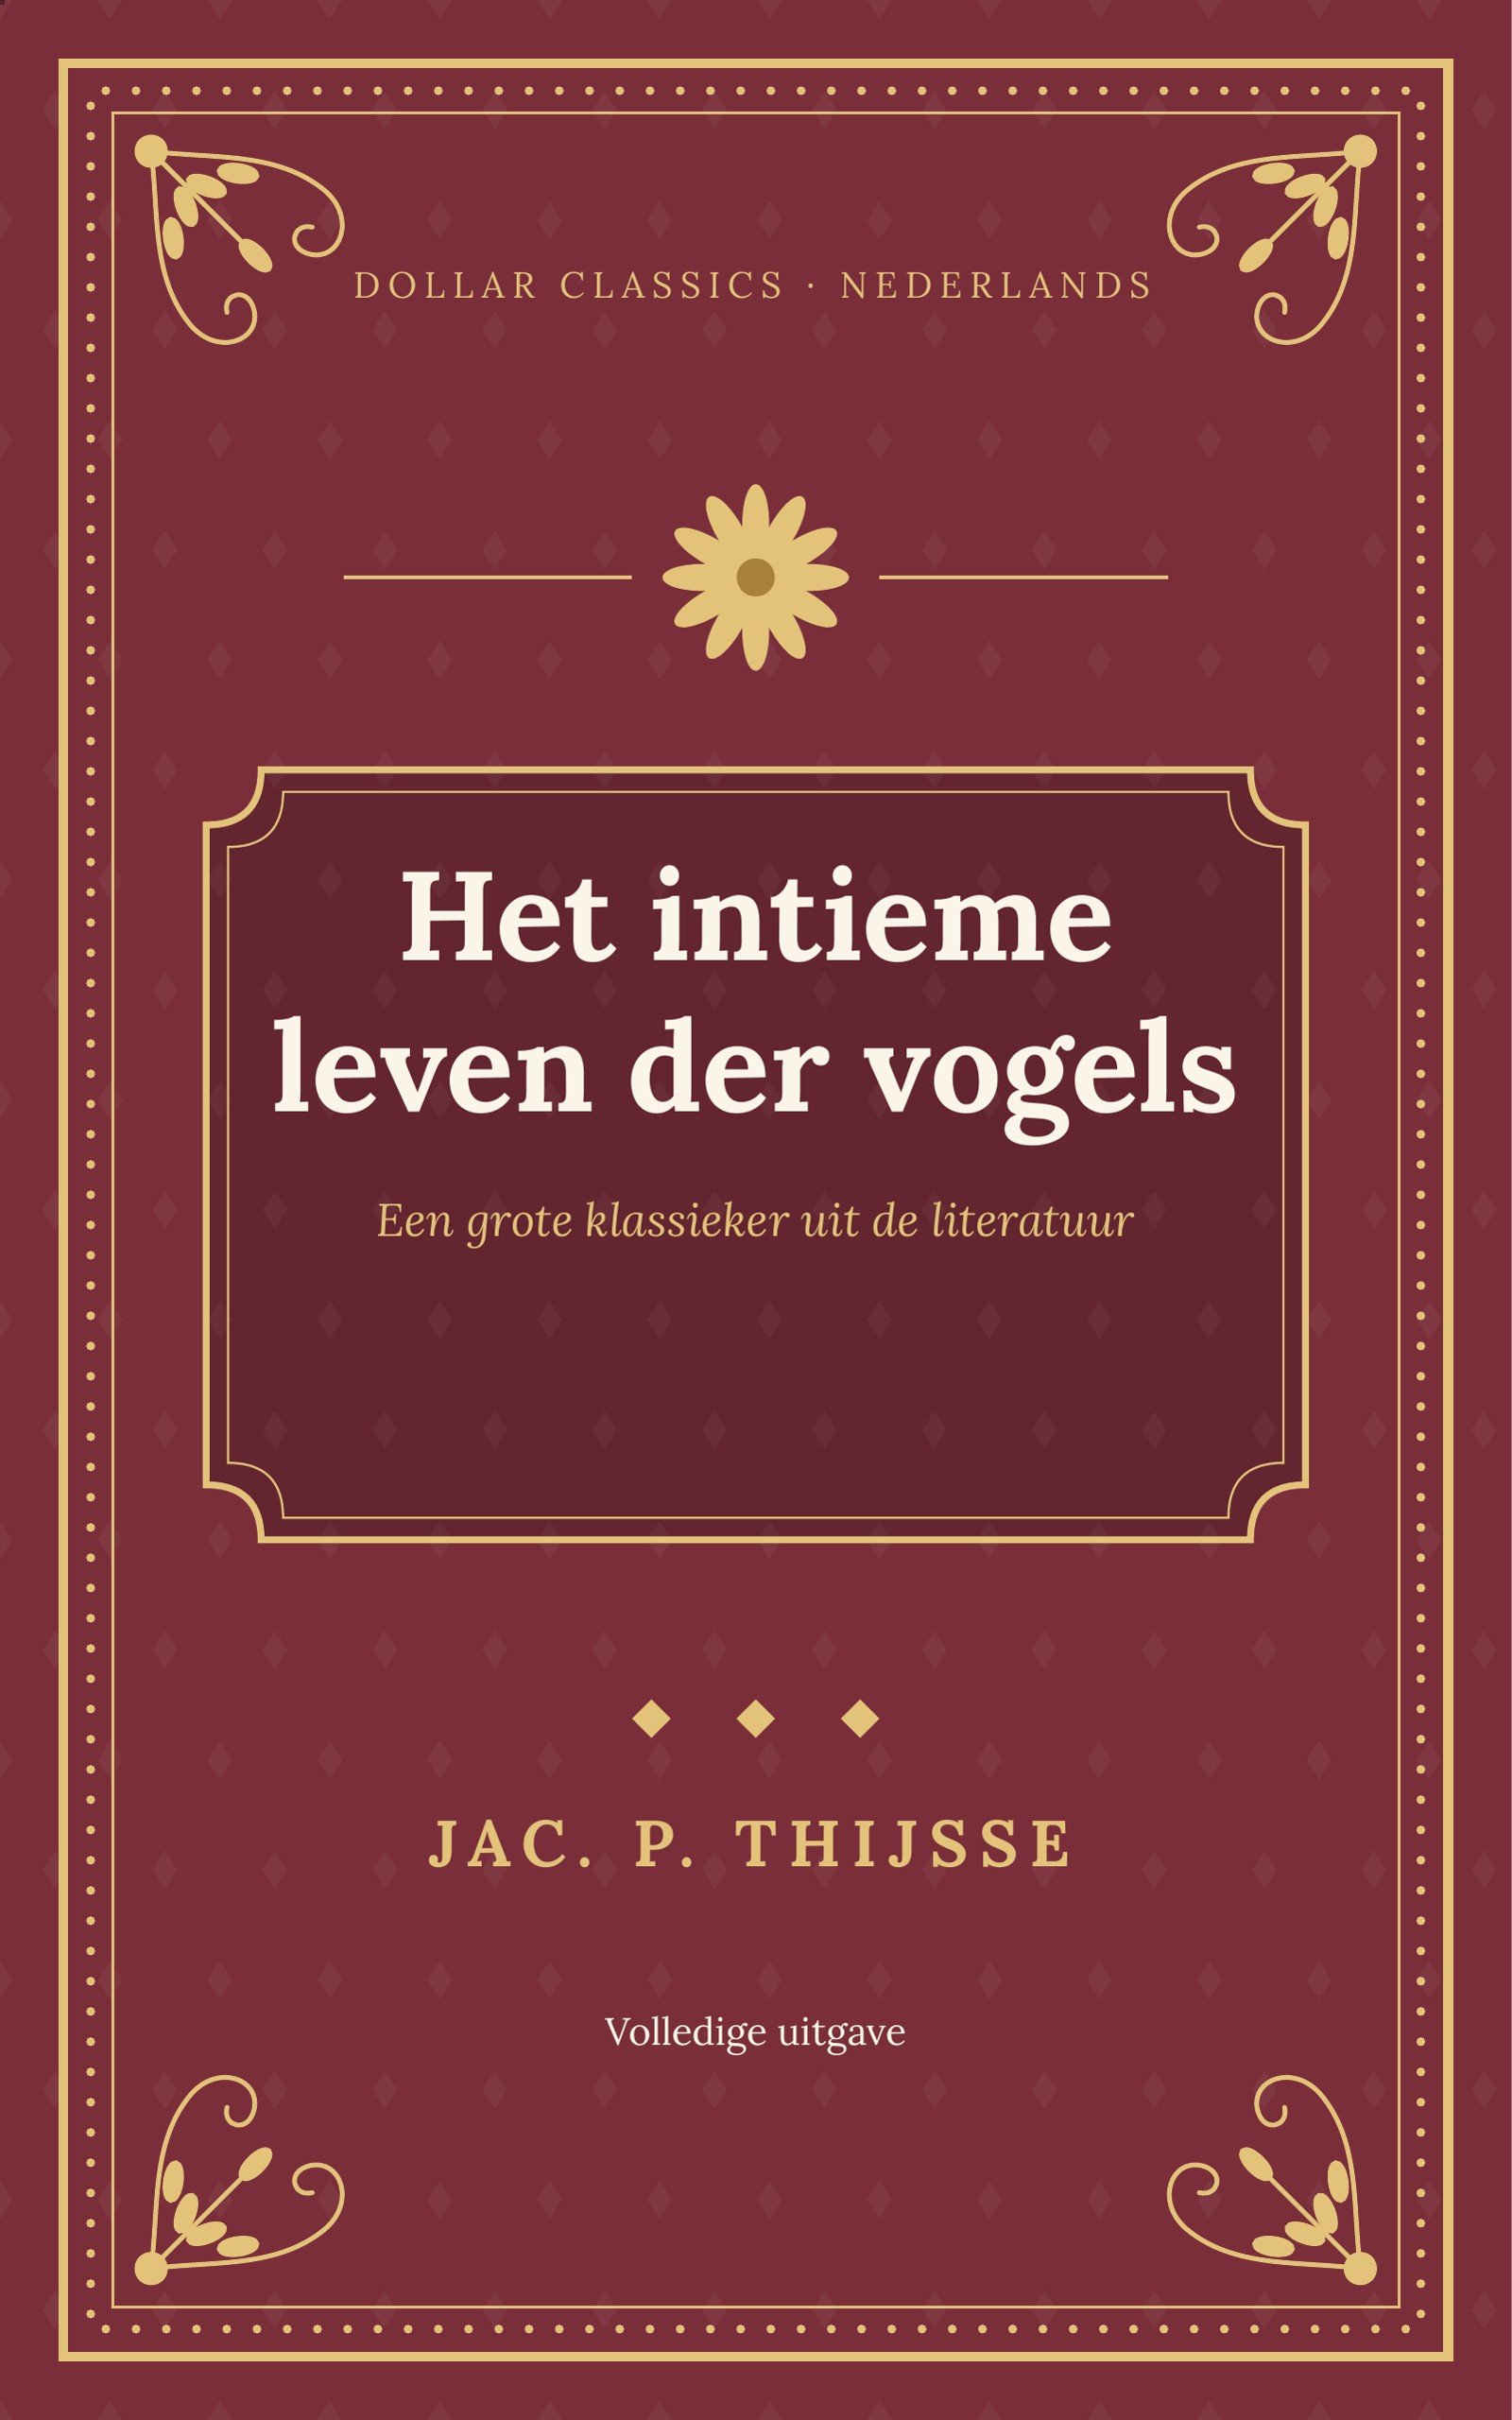 DOLLAR CLASSICS · NEDERLANDS
Het intieme
leven der vogels
Een grote klassieker uit de literatuur
JAC. P. THIJSSE
Volledige uitgave